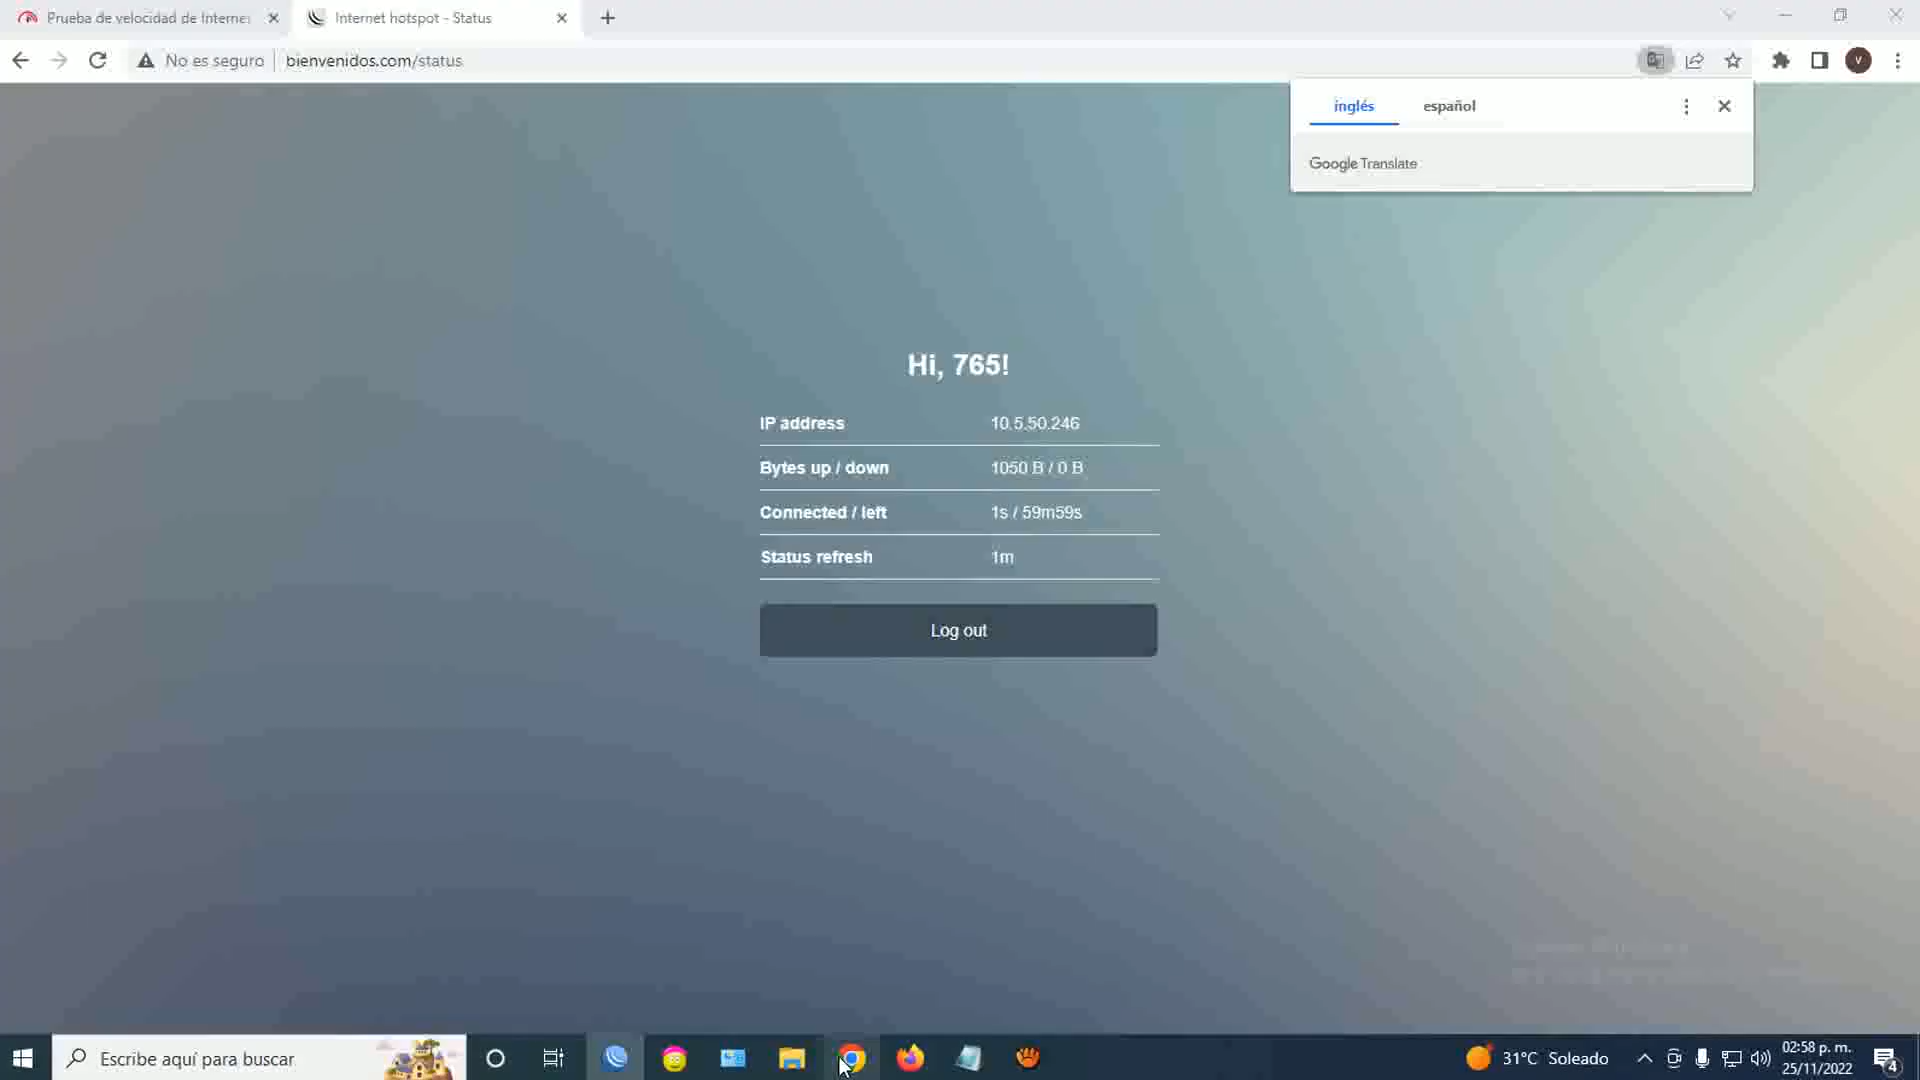 Prueba de velocidad de Interne
Internet hotspot - Status
No es seguro
bienvenidos.com/status
V
inglés
español
Google Translate
Hi, 765!
IP address 10.5.50.246
Bytes up / down 1050 B / 0 B
Connected / left 1s / 59m59s
Status refresh 1m
Log out
Escribe aquí para buscar
31°C Soleado
02:58 p. m.
25/11/2022
4